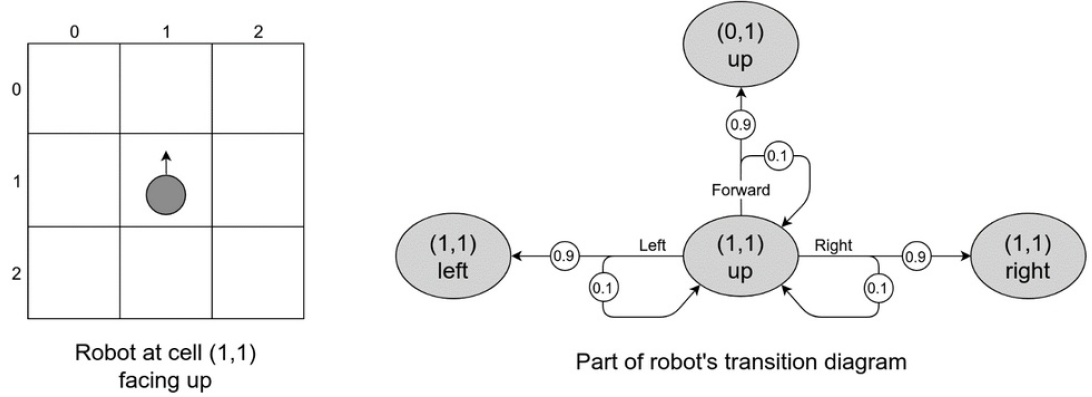 0 1 2
0
1
2
Robot at cell (1,1)
facing up
(0,1)
up
0.9
0.1
Forward
(1,1)
left
0.9
Left
0.1
(1,1)
up
Right
0.9
0.1
(1,1)
right
Part of robot's transition diagram